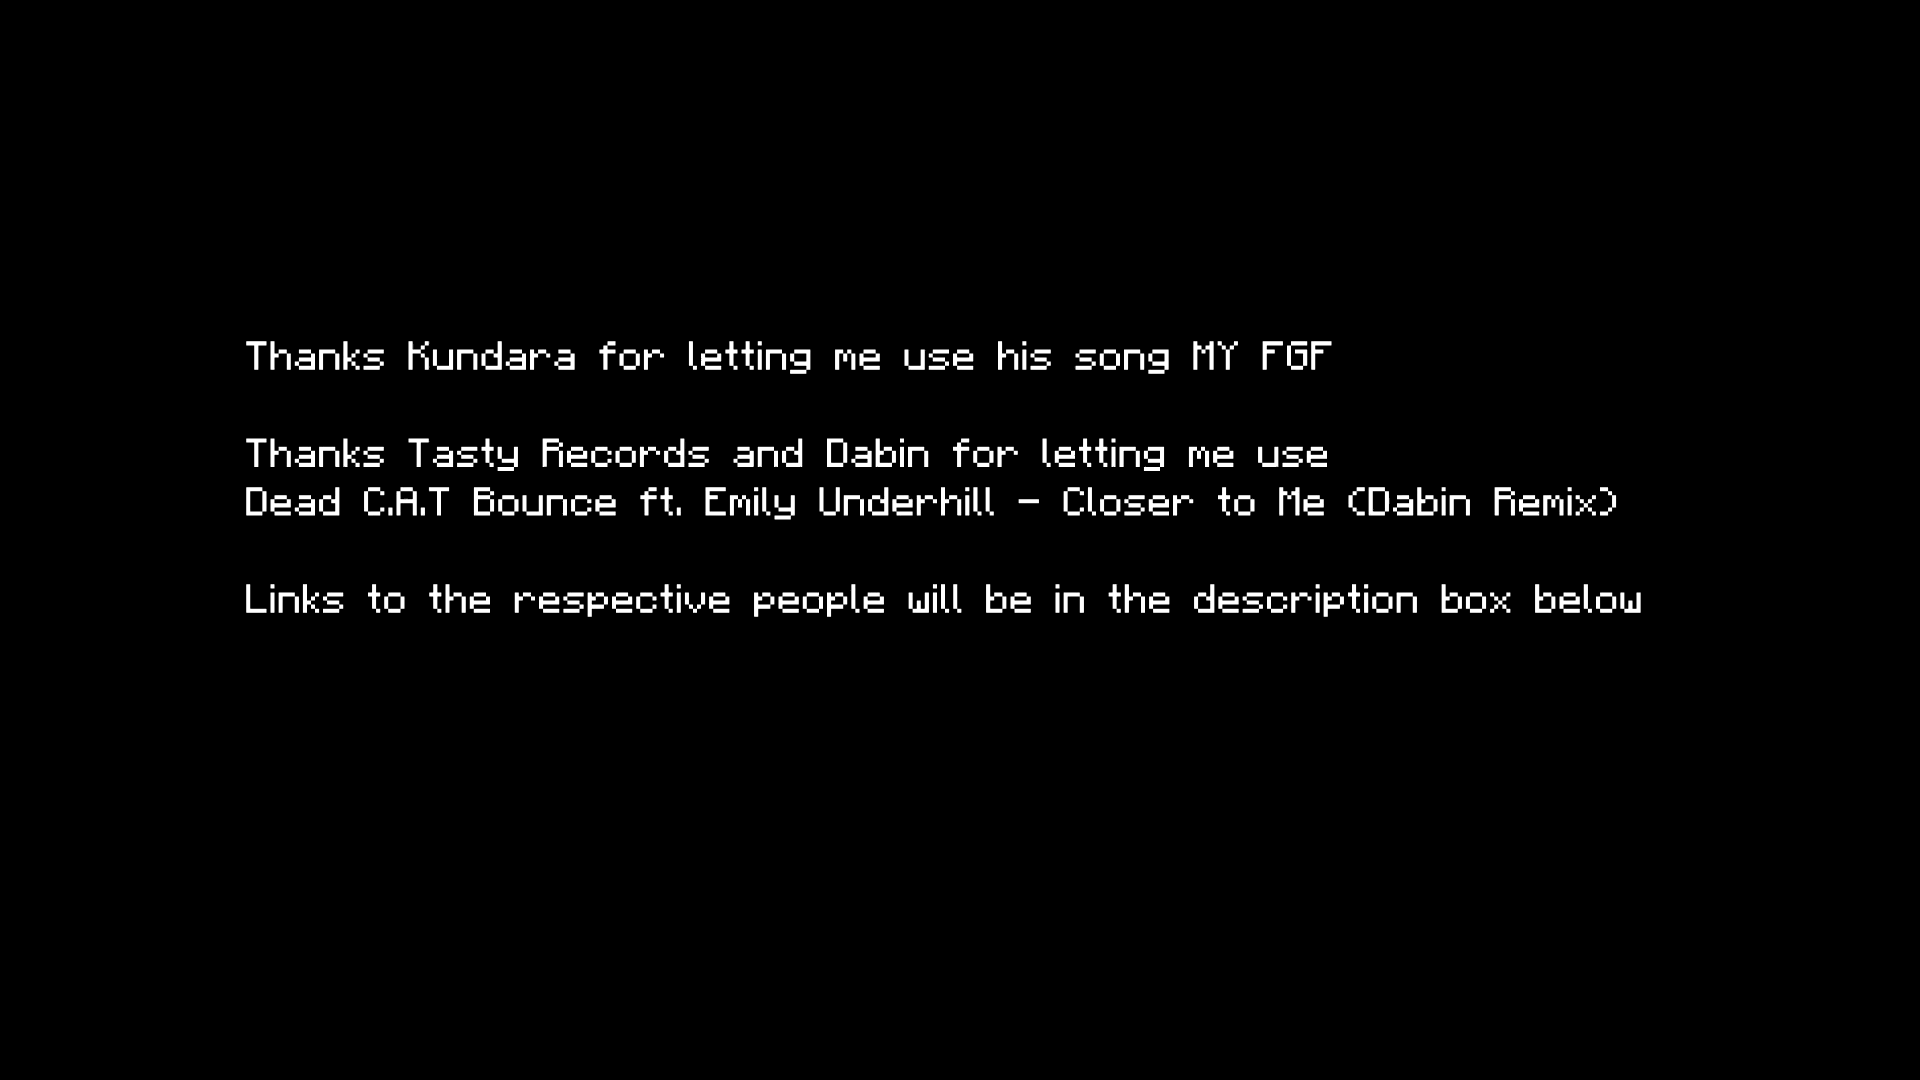 Thanks Kundara for letting me use his song MY FGF
Thanks Tasty Records and Dabin for letting me use
Dead C.A.T Bounce ft. Emily Underhill - Closer to Me (Dabin Remix)
Links to the respective people will be in the description box below